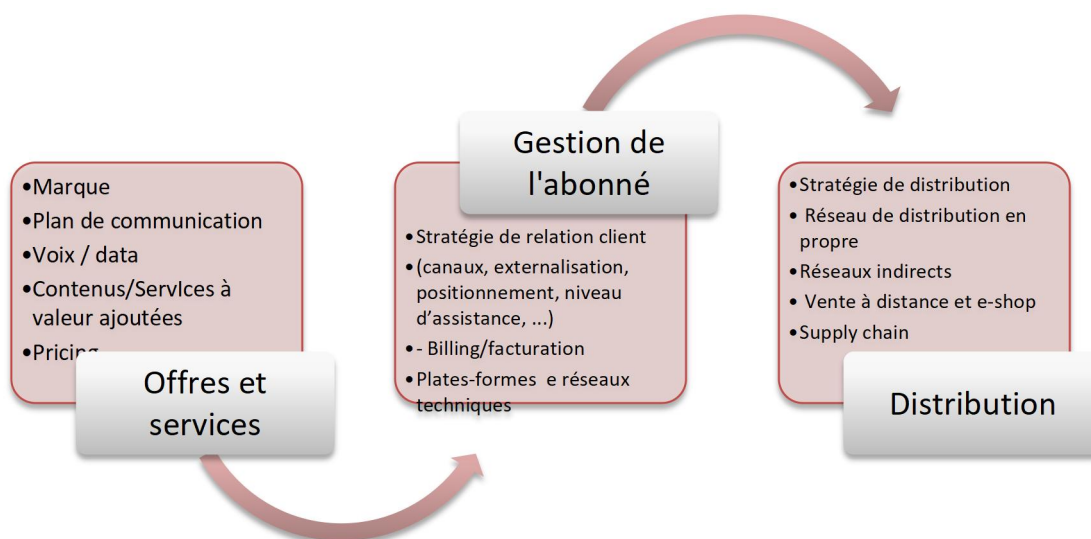 •Marque
•Plan de communication
•Voix / data
•Contenus/ServIces à
valeur ajoutées
•Pricing
Offres et
services
Gestion de
l'abonné
•Stratégie de relation client
•(canaux, externalisation,
positionnement, niveau
d’assistance, ...)
•- Billing/facturation
•Plates-formes e réseaux
techniques
•Stratégie de distribution
• Réseau de distribution en
propre
•Réseaux indirects
• Vente à distance et e-shop
•Supply chain
Distribution